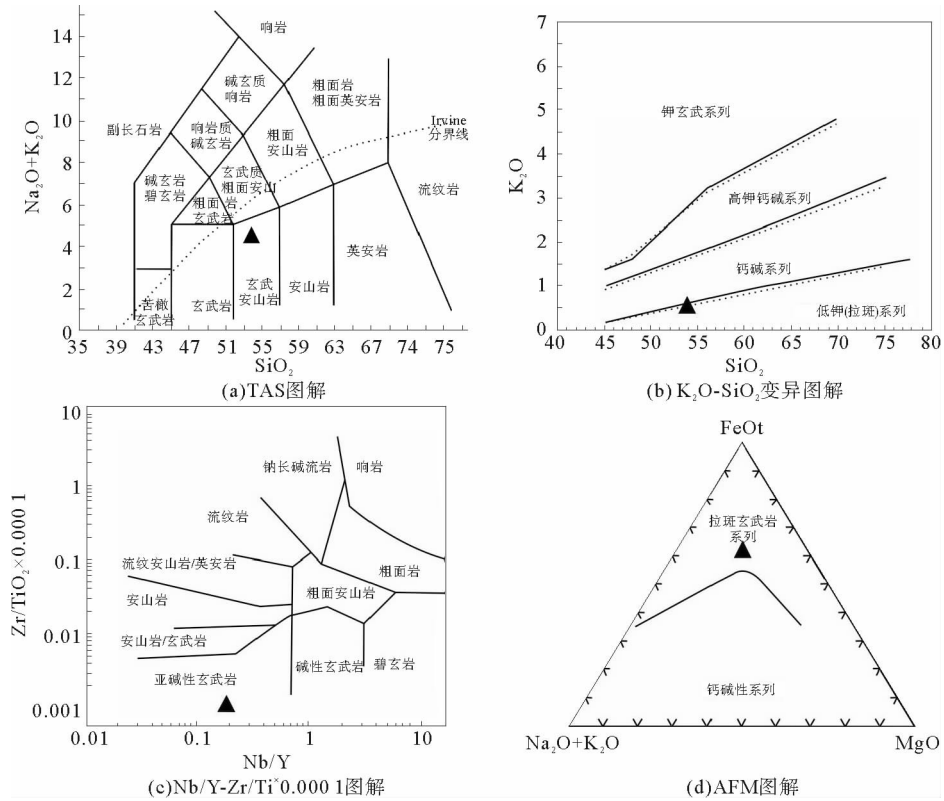 Na₂O+K₂O
14
12
10
8
6
4
2
0
35
39
43
45
51
53
57
59
63
64
74
75
SiO₂
响岩
碱玄质
响岩
粗面岩
粗面英安岩
Irvine
分界线
副长石岩
响岩质
碱玄岩
粗面
安山岩
碱玄岩
碧玄岩
玄武质
粗面安山
粗面岩
玄武岩
流纹岩
英安岩
苦橄
玄武岩
玄武岩
玄武
安山岩
安山岩
(a)TAS图解
K₂O
7
6
5
4
3
2
1
0
40
45
50
55
60
65
70
75
80
SiO₂
钾玄武系列
高钾钙碱系列
钙碱系列
低钾(拉斑)系列
(b) K₂O-SiO₂变异图解
Zr/TiO₂×0.000 1
10
1
0.1
0.01
0.001
0.01
0.1
1
10
Nb/Y
钠长碱流岩
响岩
流纹岩
流纹安山岩/英安岩
粗面岩
安山岩
粗面安山岩
安山岩/玄武岩
亚碱性玄武岩
碱性玄武岩
碧玄岩
(c)Nb/Y-Zr/Ti×0.000 1图解
FeOt
拉斑玄武岩
系列
钙碱性系列
Na₂O+K₂O
MgO
(d)AFM图解